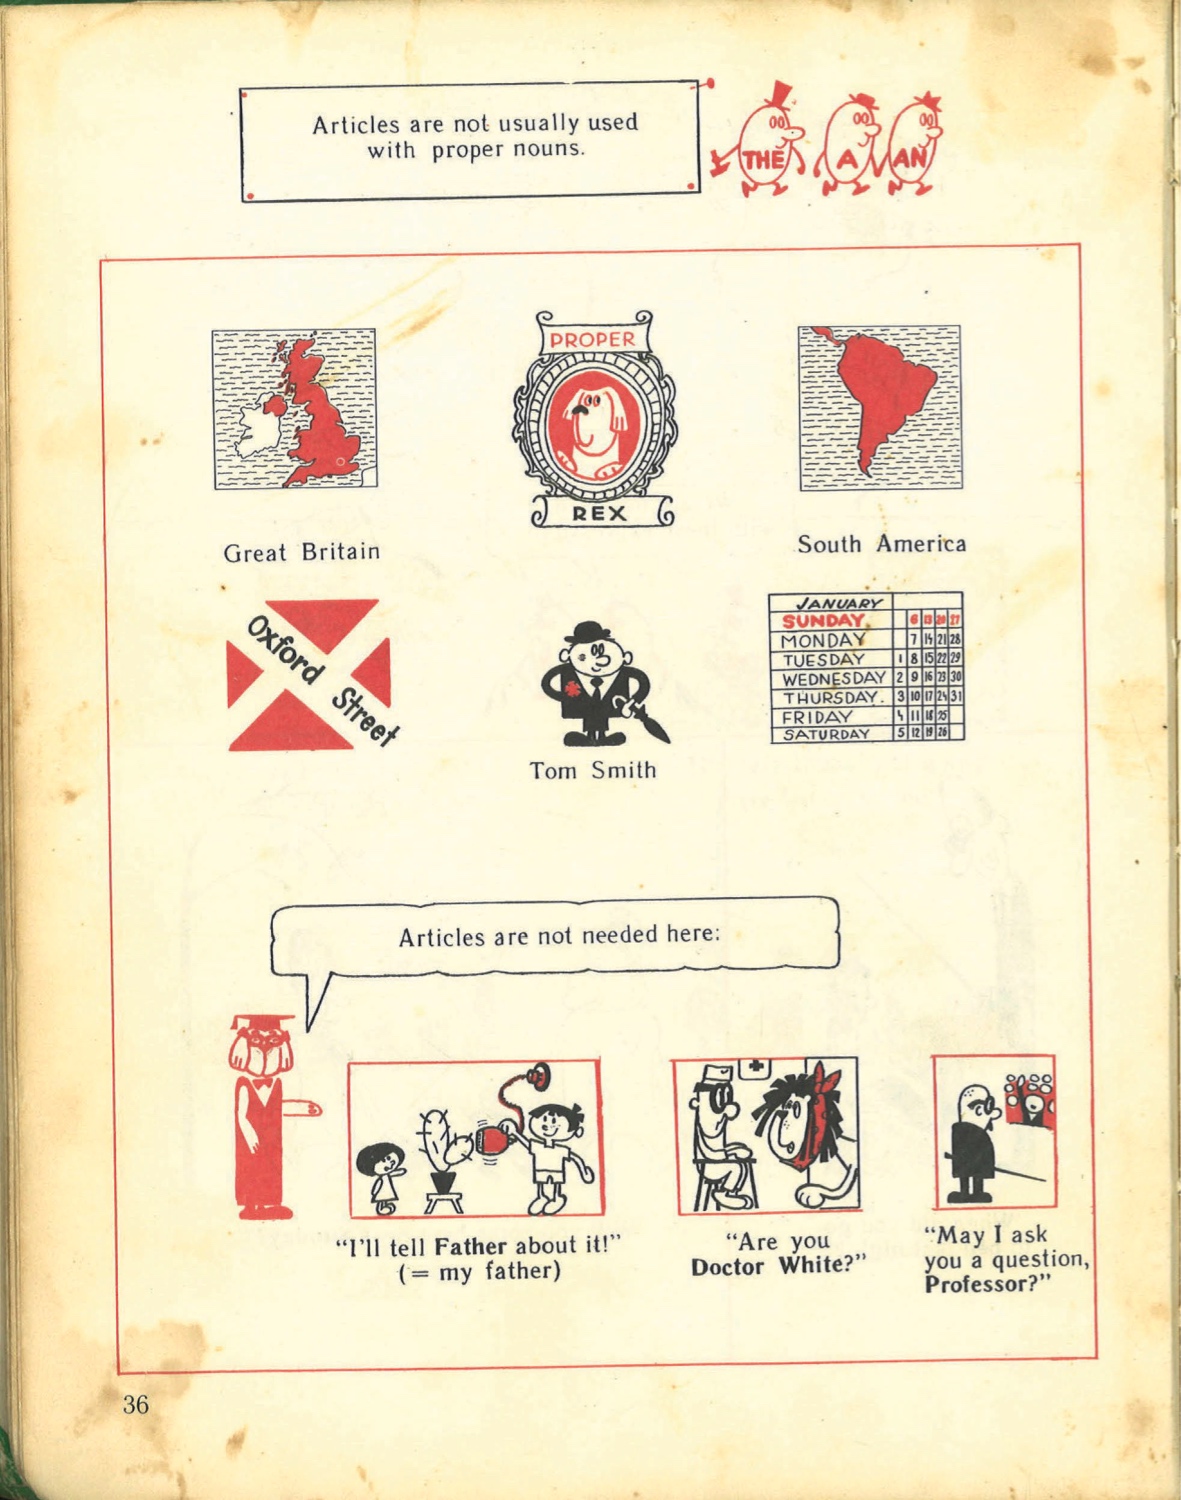 Articles are not usually used
with proper nouns.
THE A AN
PROPER
REX
Great Britain
South America
Oxford Street
Tom Smith
JANUARY
SUNDAY 6 13 20 27
MONDAY 7 14 21 28
TUESDAY 1 8 15 22 29
WEDNESDAY 2 9 16 23 30
THURSDAY. 3 10 17 24 31
FRIDAY 4 11 18 25
SATURDAY 5 12 19 26
Articles are not needed here:
“I’ll tell Father about it!”
(= my father)
“Are you
Doctor White?”
“May I ask
you a question,
Professor?”
36